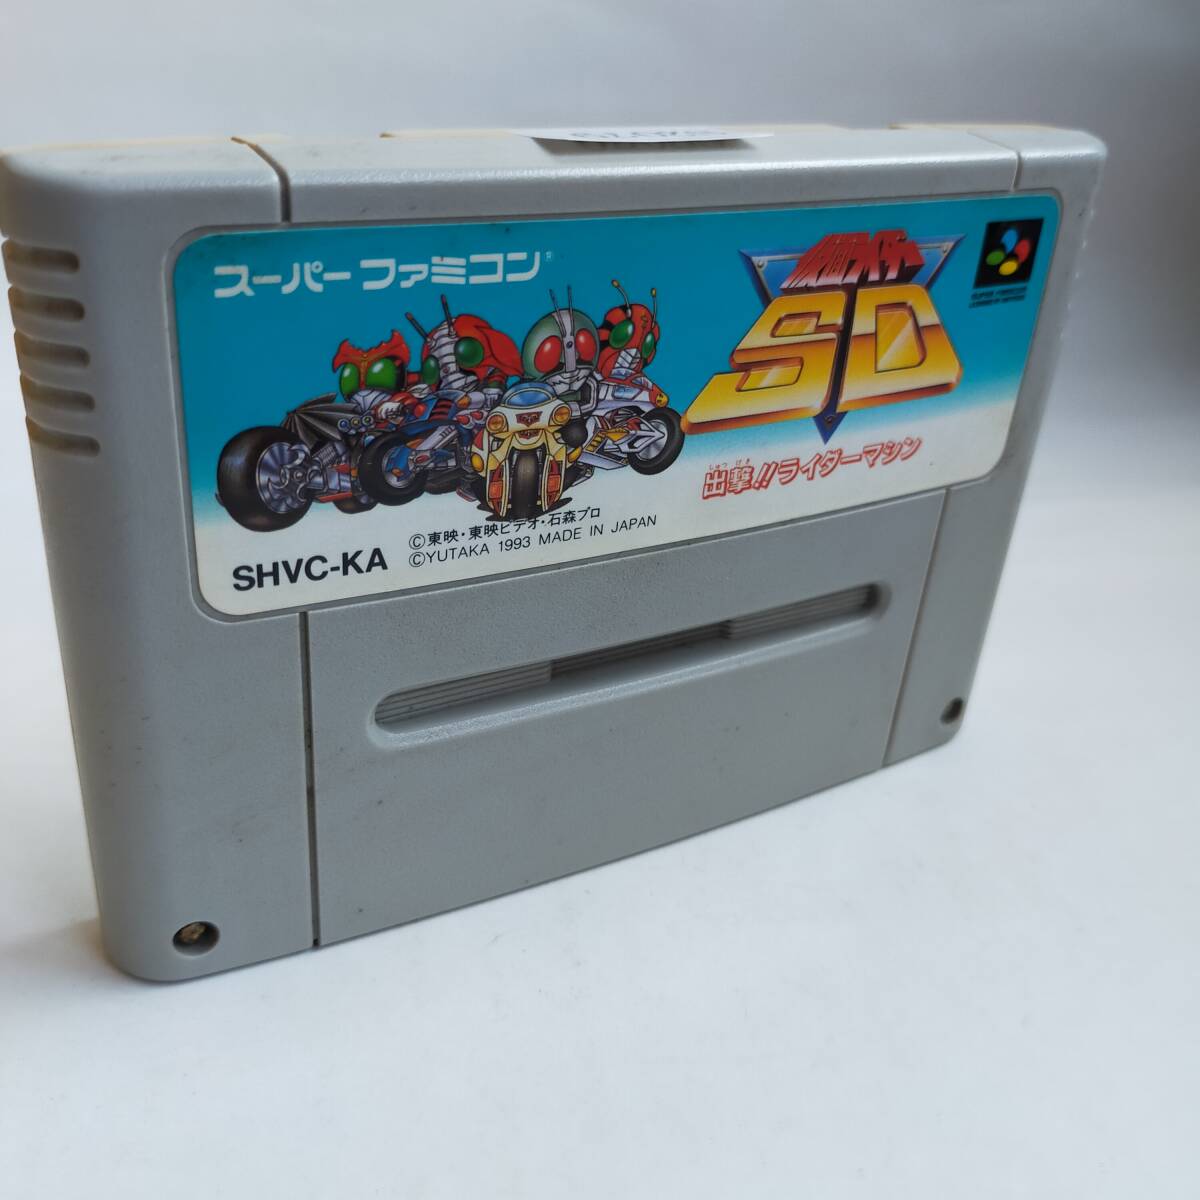 スーパーファミコン
仮面ライダー
SD
SUPER FAMICOM
しゅつ げき
出撃!!ライダーマシン
©東映・東映ビデオ・石森プロ
SHVC-KA
©YUTAKA 1993 MADE IN JAPAN